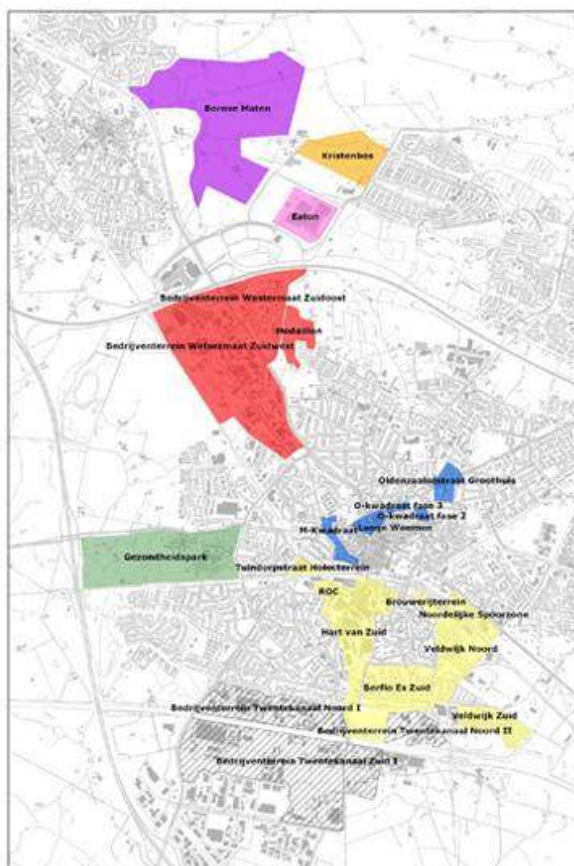 Bornse Maten
Kristenbos
Eaton
Bedrijventerrein Westermaat Zuidoost
Medaillon
Bedrijventerrein Wetsermaat Zuidwest
Oldenzaalsestraat Groothuis
O-kwadraat fase 3
O-kwadraat fase 2
Lange Wemen
M-Kwadraat
Gezondheidspark
Tuindorpstraat Holecterrein
ROC
Brouwerijterrein
Noordelijke Spoorzone
Hart van Zuid
Veldwijk Noord
Berflo Es Zuid
Bedrijventerrein Twentekanaal Noord I
Veldwijk Zuid
Bedrijventerrein Twentekanaal Noord II
Bedrijventerrein Twentekanaal Zuid I